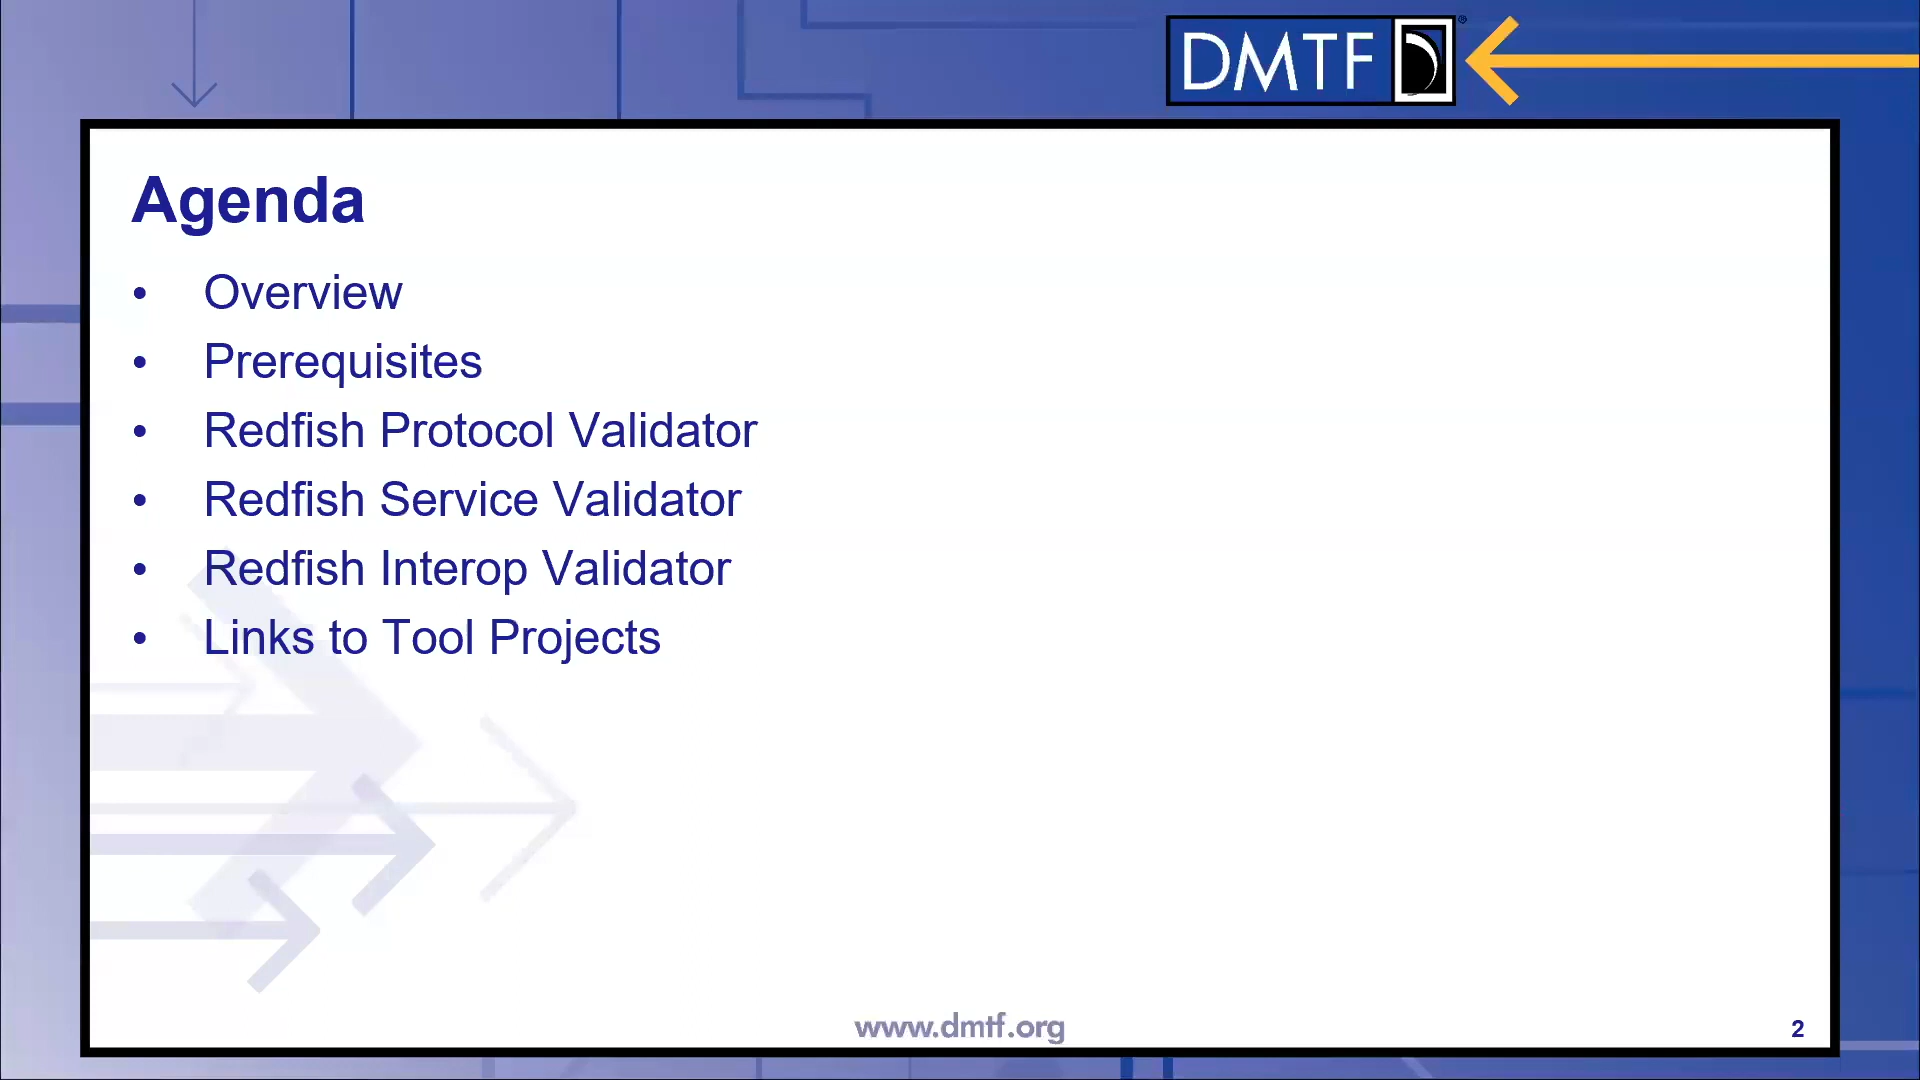 DMTF
Agenda
• Overview
• Prerequisites
• Redfish Protocol Validator
• Redfish Service Validator
• Redfish Interop Validator
• Links to Tool Projects
www.dmtf.org
2